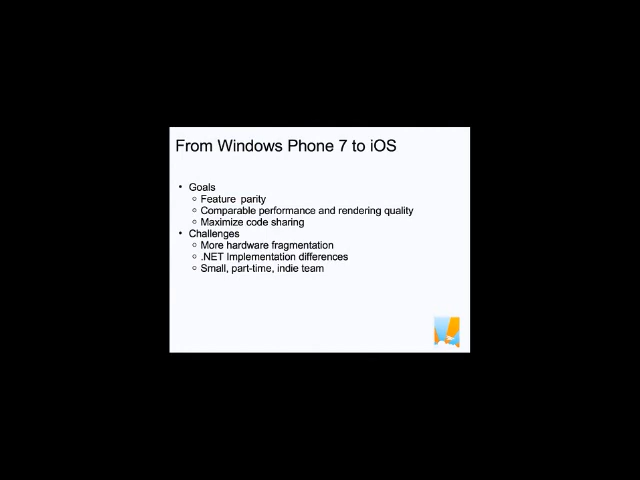 From Windows Phone 7 to iOS
• Goals
○ Feature parity
○ Comparable performance and rendering quality
○ Maximize code sharing
• Challenges
○ More hardware fragmentation
○ .NET Implementation differences
○ Small, part-time, indie team